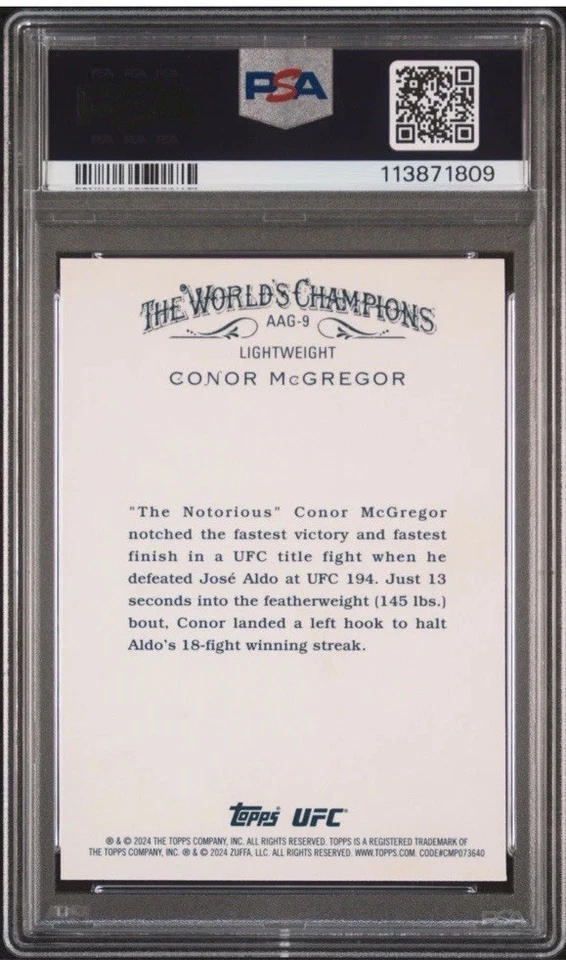 PSA
113871809
THE WORLD'S CHAMPIONS
AAG-9
LIGHTWEIGHT
CONOR McGREGOR
"The Notorious" Conor McGregor
notched the fastest victory and fastest
finish in a UFC title fight when he
defeated José Aldo at UFC 194. Just 13
seconds into the featherweight (145 lbs.)
bout, Conor landed a left hook to halt
Aldo's 18-fight winning streak.
Topps® UFC®
® & © 2024 THE TOPPS COMPANY, INC. ALL RIGHTS RESERVED. TOPPS IS A REGISTERED TRADEMARK OF
THE TOPPS COMPANY, INC. ® & © 2024 ZUFFA, LLC. ALL RIGHTS RESERVED. WWW.TOPPS.COM. CODE#CMP073640
PSA